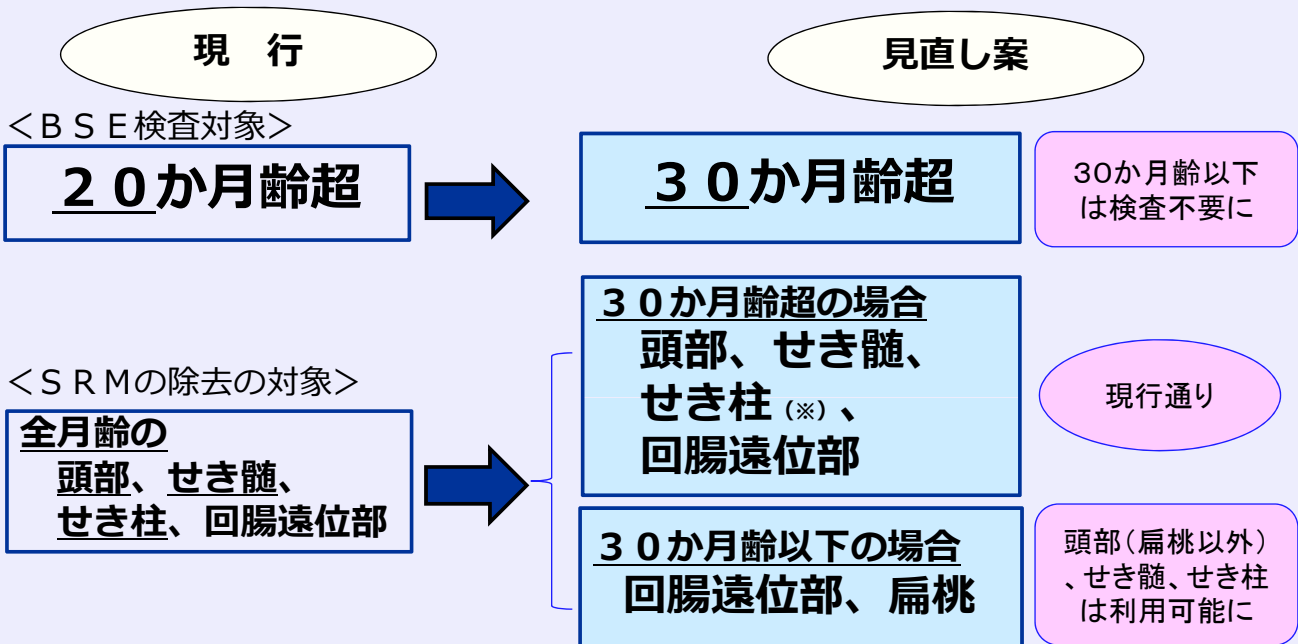 現　行
見直し案
＜ＢＳＥ検査対象＞
２０か月齢超
３０か月齢超
30か月齢以下
は検査不要に
＜ＳＲＭの除去の対象＞
全月齢の
頭部、せき髄、
せき柱、回腸遠位部
３０か月齢超の場合
頭部、せき髄、
せき柱（※）、
回腸遠位部
現行通り
３０か月齢以下の場合
回腸遠位部、扁桃
頭部（扁桃以外）
、せき髄、せき柱
は利用可能に